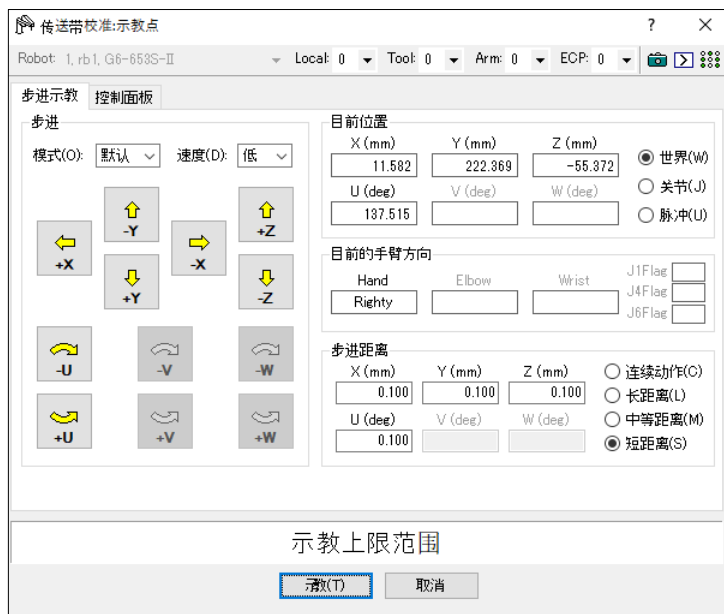 传送带校准:示教点 ? ×
Robot: 1, rb1, G6-653S-II Local: 0 Tool: 0 Arm: 0 ECP: 0
步进示教 控制面板
步进
模式(O): 默认 速度(D): 低
-Y
+Z
+X
-X
+Y
-Z
-U -V -W
+U +V +W
目前位置
X (mm) Y (mm) Z (mm)
11.582 222.369 -55.372
U (deg) V (deg) W (deg)
137.515
世界(W)
关节(J)
脉冲(U)
目前的手臂方向
Hand Elbow Wrist
Righty
J1Flag
J4Flag
J6Flag
步进距离
X (mm) Y (mm) Z (mm)
0.100 0.100 0.100
U (deg) V (deg) W (deg)
0.100
连续动作(C)
长距离(L)
中等距离(M)
短距离(S)
示教上限范围
示教(T) 取消